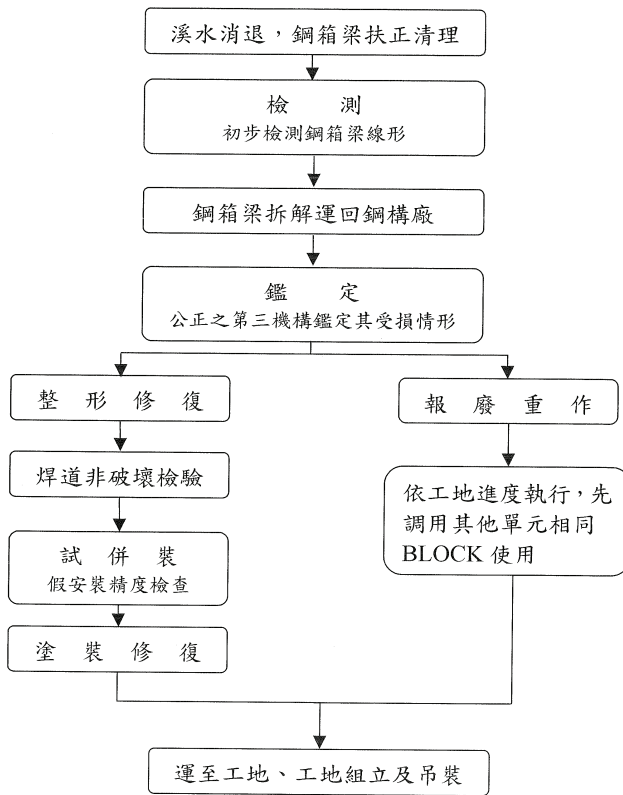 溪水消退，鋼箱梁扶正清理
檢測
初步檢測鋼箱梁線形
鋼箱梁拆解運回鋼構廠
鑑定
公正之第三機構鑑定其受損情形
整形修復
報廢重作
焊道非破壞檢驗
依工地進度執行，先
調用其他單元相同
BLOCK 使用
試併裝
假安裝精度檢查
塗裝修復
運至工地、工地組立及吊裝